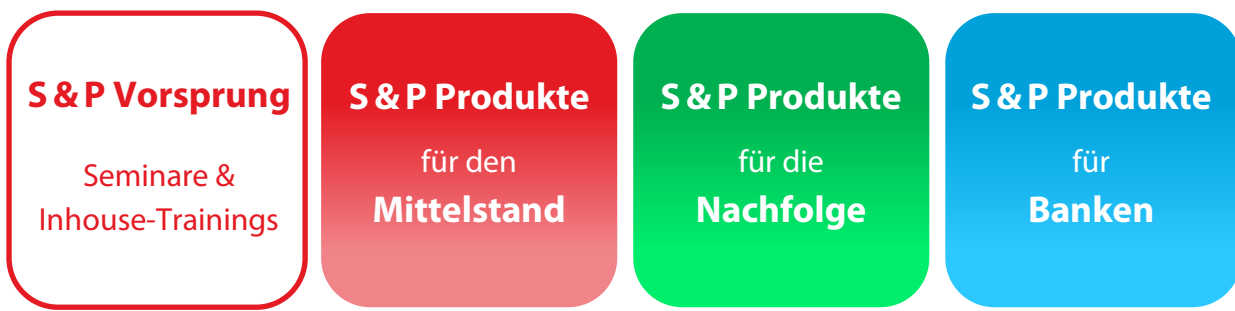 S & P Vorsprung
Seminare &
Inhouse-Trainings
S & P Produkte
für den
Mittelstand
S & P Produkte
für die
Nachfolge
S & P Produkte
für
Banken